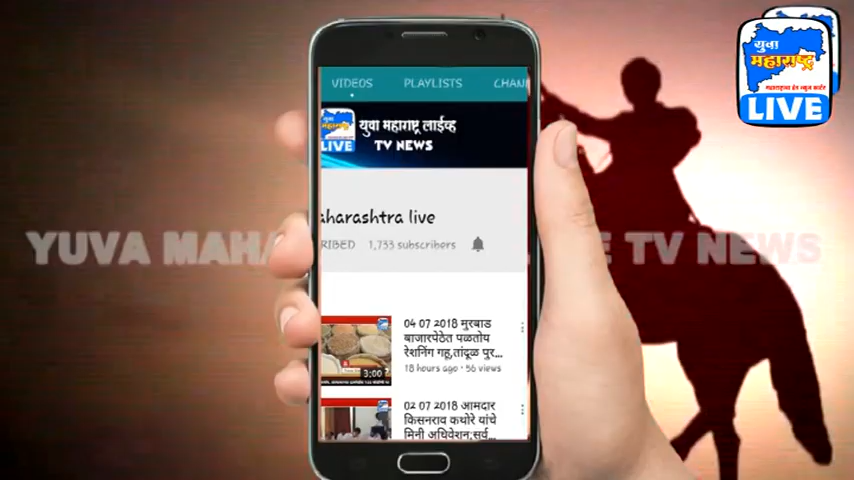 VIDEOS PLAYLISTS CHAN
युवा महाराष्ट्र LIVE
युवा महाराष्ट्र लाईव्ह
TV NEWS
aharashtra live
RIBED 1,733 subscribers
YUVA MAHA E TV NEWS
04 07 2018 मुरबाड
बाजारपेठेत पळतोय
रेशनिंग गहू,तांदूळ पुर...
18 hours ago · 56 views
3:00
02 07 2018 आमदार
किसनराव कथोरे यांचे
मिनी अधिवेशन;सर्व
युवा
महाराष्ट्र
LIVE